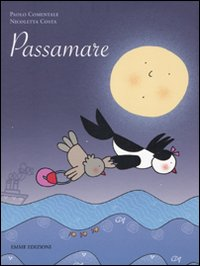 Paolo Comentale
Nicoletta Costa
Passamare
EMME EDIZIONI